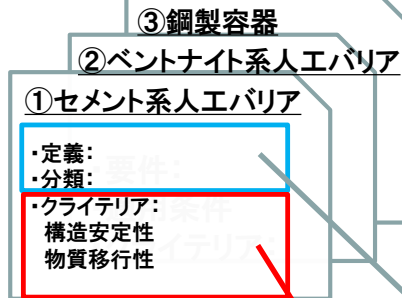 ③鋼製容器
②ベントナイト系人工バリア
①セメント系人工バリア
・定義：
・分類：
・クライテリア：
構造安定性
物質移行性